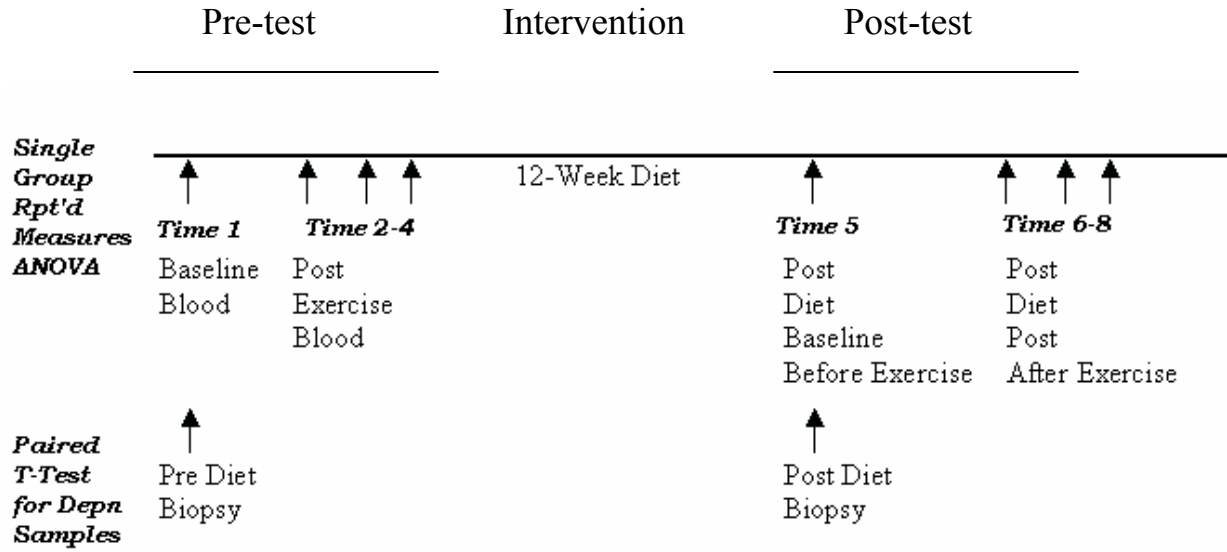 Pre-test Intervention Post-test
Single
Group
Rpt'd
Measures
ANOVA
12-Week Diet
Time 1 Time 2-4 Time 5 Time 6-8
Baseline
Blood
Post
Exercise
Blood
Post
Diet
Baseline
Before Exercise
Post
Diet
Post
After Exercise
Paired
T-Test
for Depn
Samples
Pre Diet
Biopsy
Post Diet
Biopsy